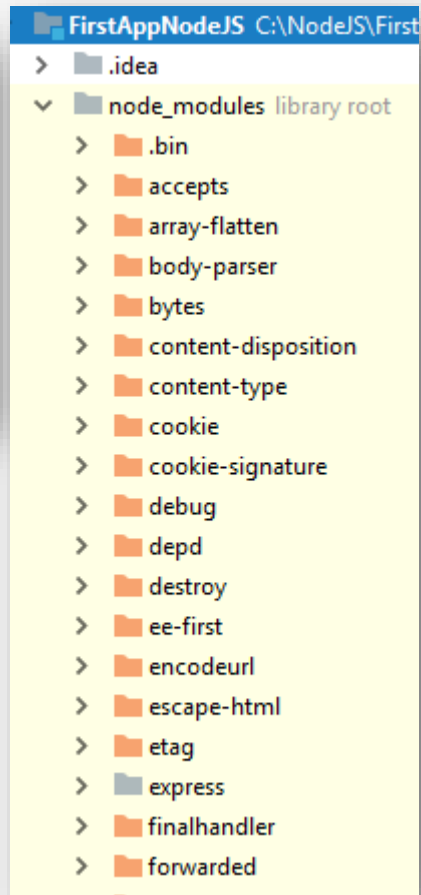 FirstAppNodeJS C:\NodeJS\First
.idea
node_modules library root
.bin
accepts
array-flatten
body-parser
bytes
content-disposition
content-type
cookie
cookie-signature
debug
depd
destroy
ee-first
encodeurl
escape-html
etag
express
finalhandler
forwarded